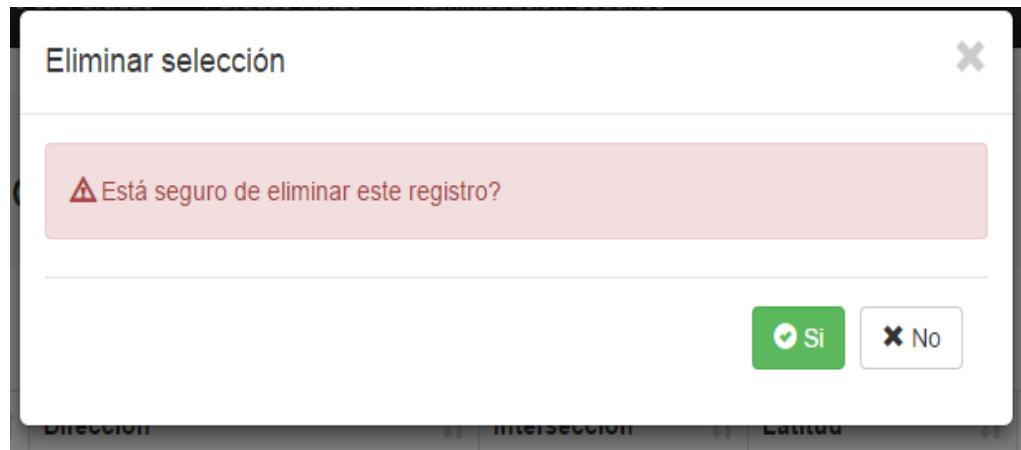 Eliminar selección
Está seguro de eliminar este registro?
Si
No
Dirección Intersección Latitud